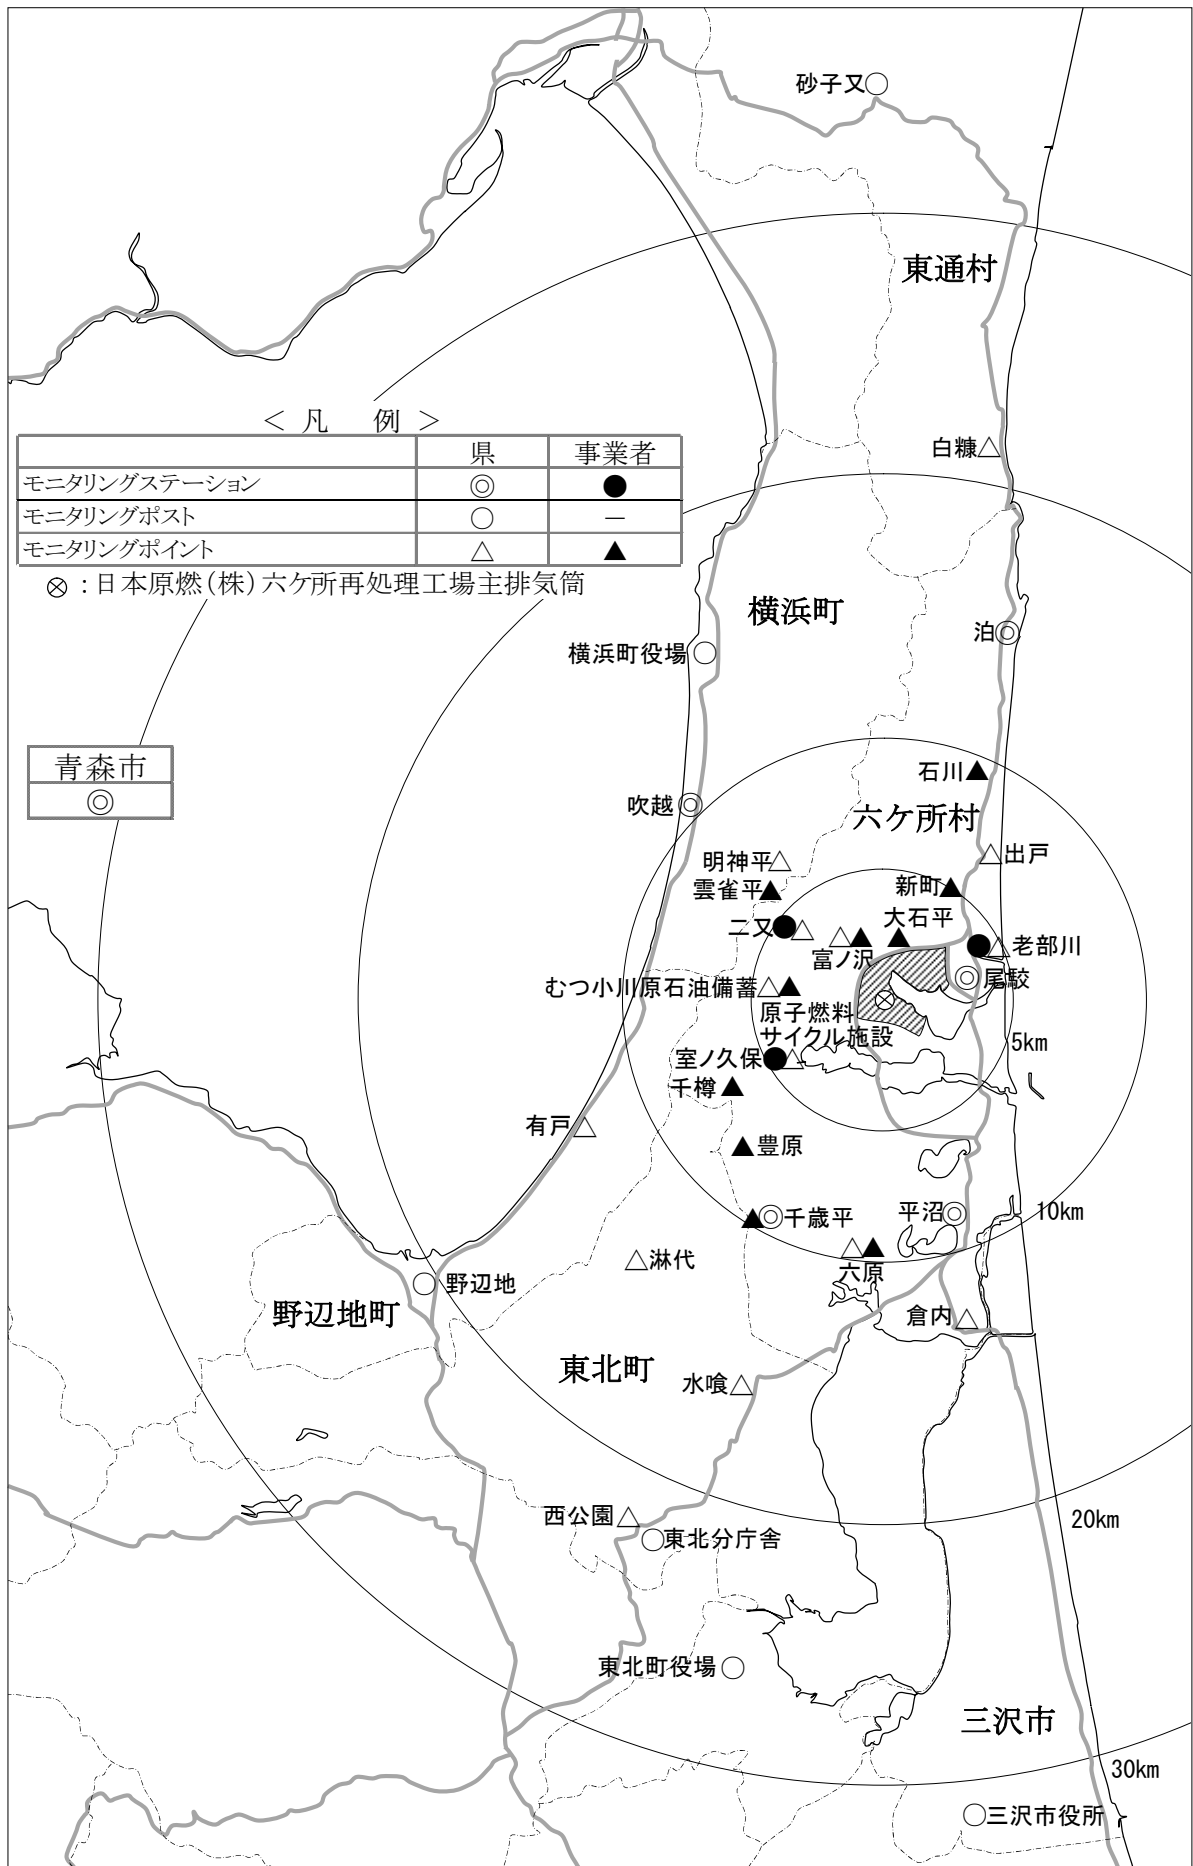 砂子又
東通村
＜ 凡 例 ＞
県 事業者
モニタリングステーション ◎ ●
モニタリングポスト ○ －
モニタリングポイント △ ▲
⊗ ：日本原燃（株）六ケ所再処理工場主排気筒
白糠
横浜町
泊
横浜町役場
青森市
◎
石川
吹越
六ケ所村
出戸
明神平
雲雀平
新町
大石平
二又
富ノ沢
老部川
尾駮
むつ小川原石油備蓄
原子燃料
サイクル施設
5km
室ノ久保
千樽
有戸
豊原
千歳平
平沼
10km
淋代
六原
野辺地
野辺地町
倉内
東北町
水喰
西公園
20km
東北分庁舎
東北町役場
三沢市
30km
三沢市役所